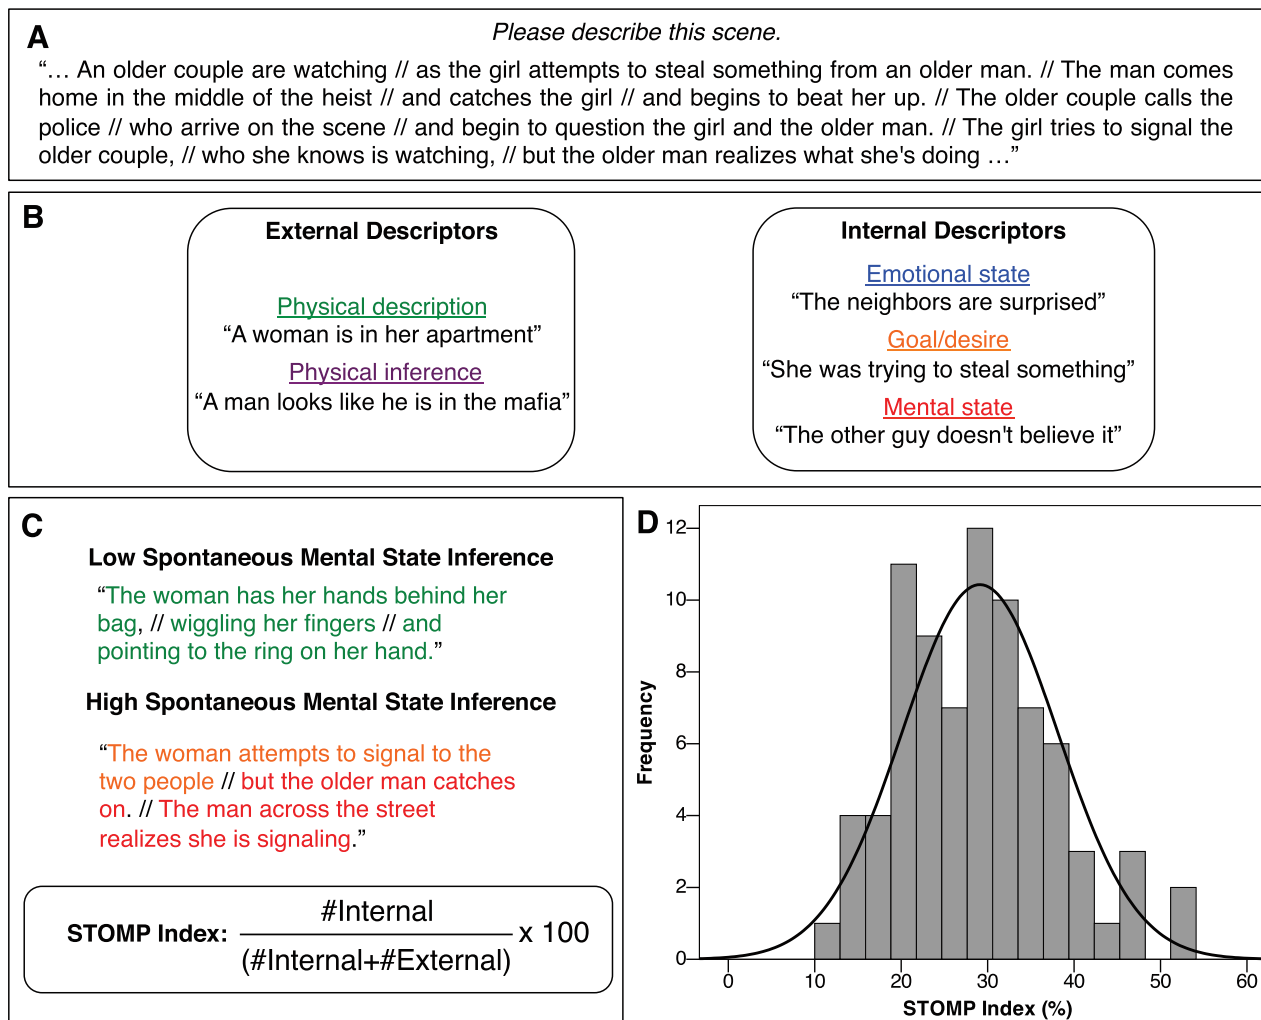 A
Please describe this scene.
“… An older couple are watching // as the girl attempts to steal something from an older man. // The man comes
home in the middle of the heist // and catches the girl // and begins to beat her up. // The older couple calls the
police // who arrive on the scene // and begin to question the girl and the older man. // The girl tries to signal the
older couple, // who she knows is watching, // but the older man realizes what she's doing …”
B
External Descriptors
Physical description
“A woman is in her apartment”
Physical inference
“A man looks like he is in the mafia”
Internal Descriptors
Emotional state
“The neighbors are surprised”
Goal/desire
“She was trying to steal something”
Mental state
“The other guy doesn't believe it”
C
Low Spontaneous Mental State Inference
“The woman has her hands behind her
bag, // wiggling her fingers // and
pointing to the ring on her hand.”
High Spontaneous Mental State Inference
“The woman attempts to signal to the
two people // but the older man catches
on. // The man across the street
realizes she is signaling.”
STOMP Index:
#Internal
(#Internal+#External)
x 100
D
12
10
8
6
4
2
0
Frequency
0 10 20 30 40 50 60
STOMP Index (%)